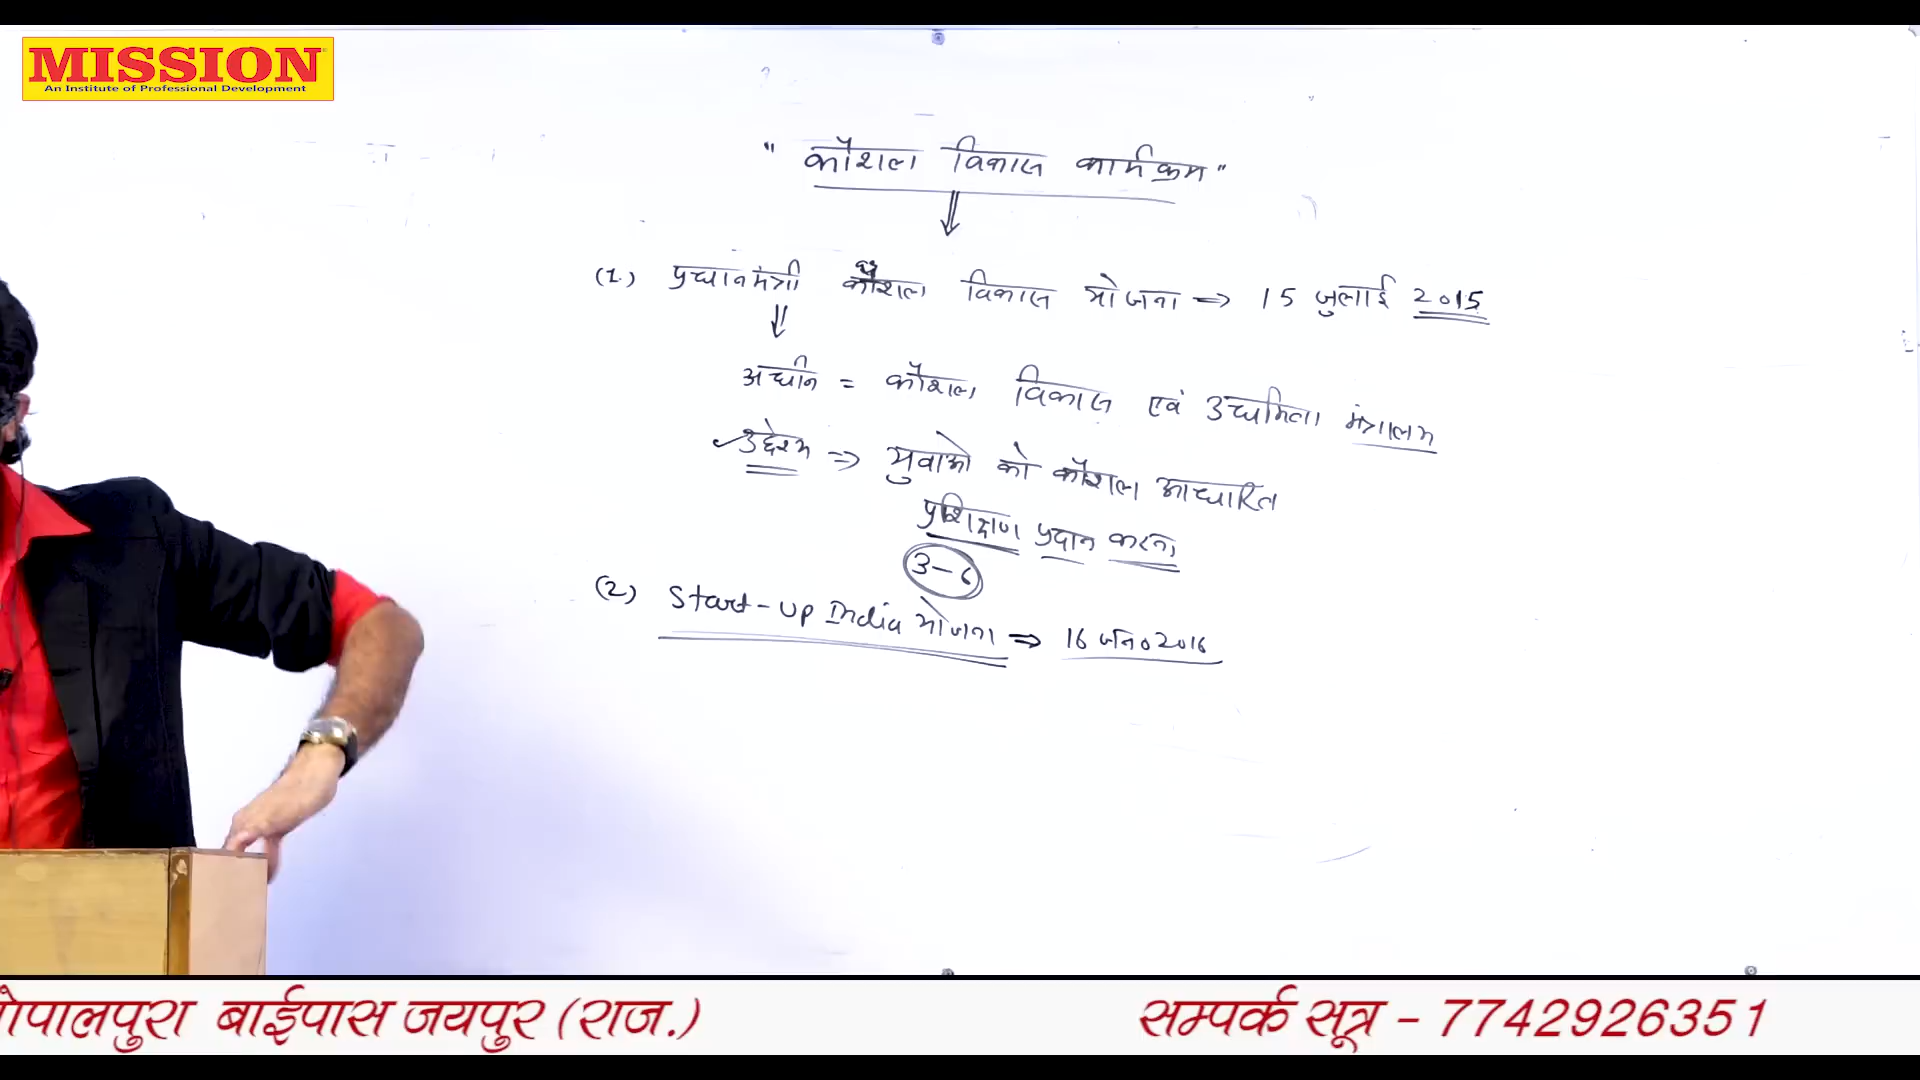 MISSION
An Institute of Professional Development
" कौशल विकास कार्यक्रम "
(1.) प्रधानमंत्री कौशल विकास योजना ⇒ 15 जुलाई 2015
अधीन = कौशल विकास एवं उद्यमिता मंत्रालय
✓उद्देश्य ⇒ युवाओ को कौशल आधारित
प्रशिक्षण प्रदान करना
3-6
(2) Start-up India योजना ⇒ 16 जन० 2016
गोपालपुरा बाईपास जयपुर (राज.) सम्पर्क सूत्र - 7742926351